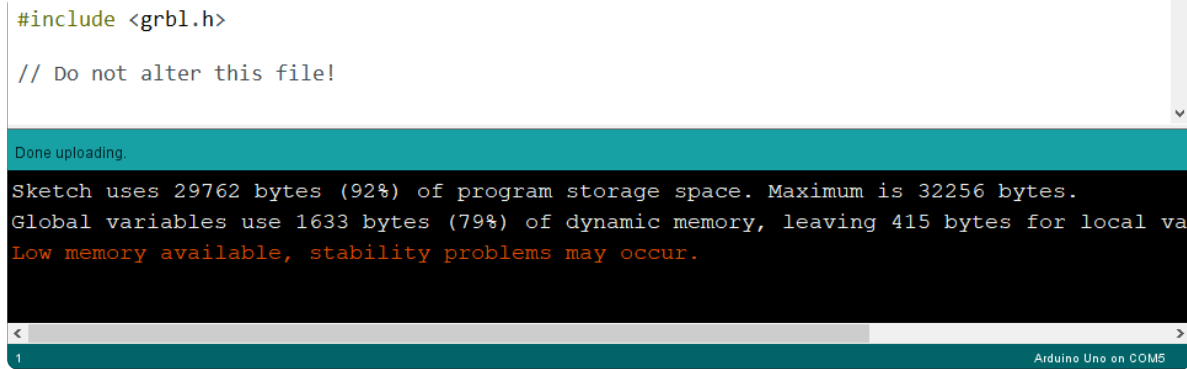 #include <grbl.h>
// Do not alter this file!
Done uploading.
Sketch uses 29762 bytes (92%) of program storage space. Maximum is 32256 bytes.
Global variables use 1633 bytes (79%) of dynamic memory, leaving 415 bytes for local va
Low memory available, stability problems may occur.
1
Arduino Uno on COM5